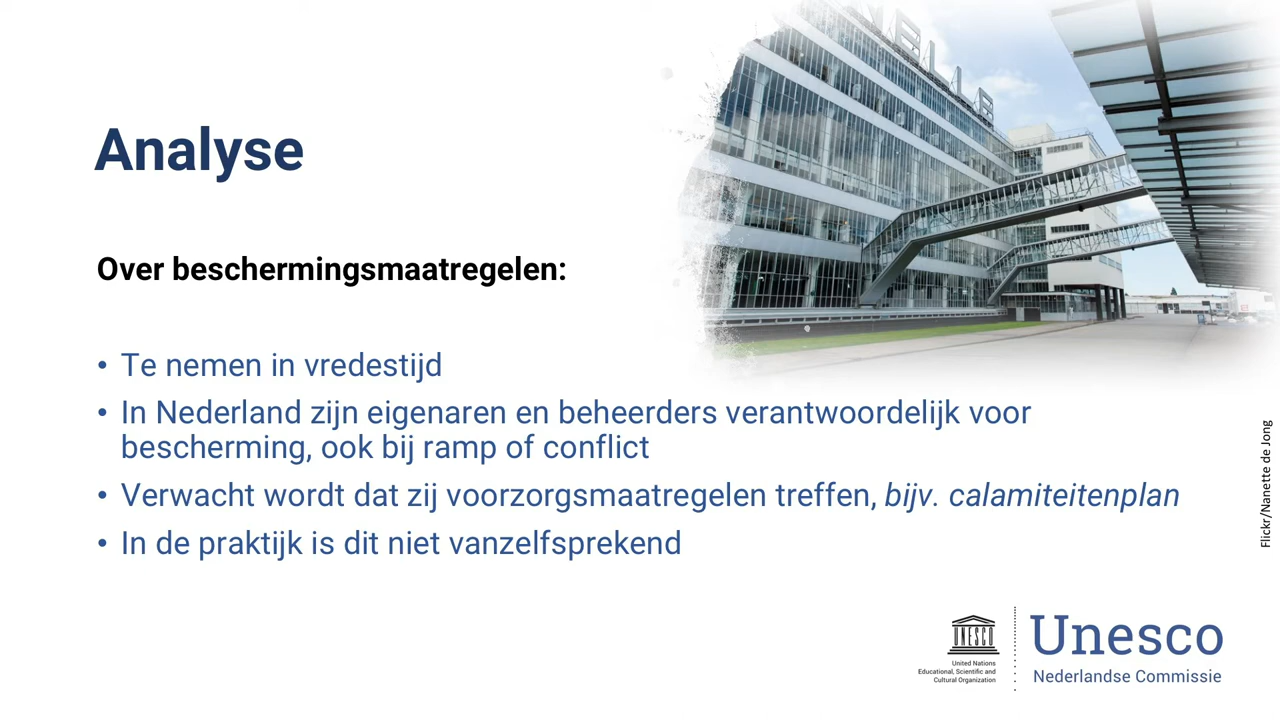 NELLE
Analyse
Over beschermingsmaatregelen:
• Te nemen in vredestijd
• In Nederland zijn eigenaren en beheerders verantwoordelijk voor
bescherming, ook bij ramp of conflict
• Verwacht wordt dat zij voorzorgsmaatregelen treffen, bijv. calamiteitenplan
• In de praktijk is dit niet vanzelfsprekend
Flickr/Nanette de Jong
UNESCO
United Nations
Educational, Scientific and
Cultural Organization
Unesco
Nederlandse Commissie